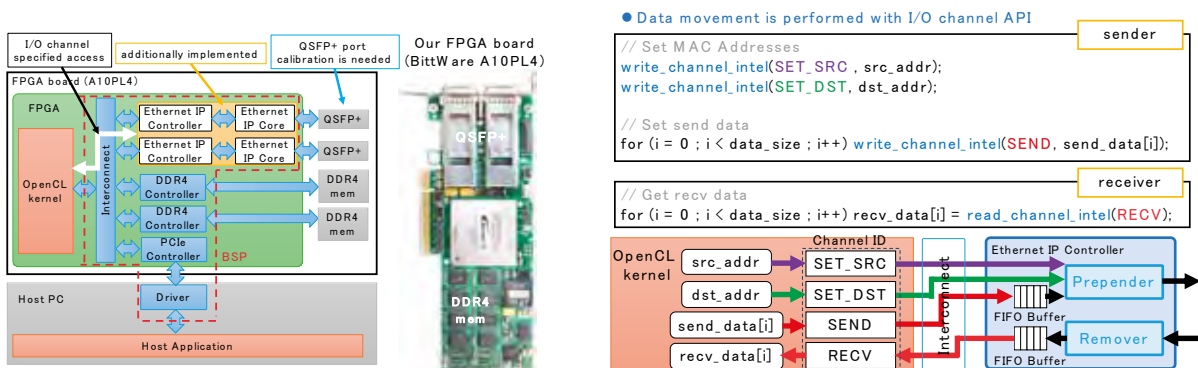 I/O channel
specified access
additionally implemented
QSFP+ port
calibration is needed
Our FPGA board
(BittWare A10PL4)
FPGA board (A10PL4)
FPGA
OpenCL
kernel
Interconnect
Ethernet IP
Controller
Ethernet
IP Core
QSFP+
Ethernet IP
Controller
Ethernet
IP Core
QSFP+
DDR4
Controller
DDR4
mem
DDR4
Controller
DDR4
mem
PCIe
Controller
BSP
Host PC
Driver
Host Application
QSFP+
DDR4
mem
● Data movement is performed with I/O channel API
sender
// Set MAC Addresses
write_channel_intel(SET_SRC , src_addr);
write_channel_intel(SET_DST, dst_addr);
// Set send data
for (i = 0 ; i < data_size ; i++) write_channel_intel(SEND, send_data[i]);
receiver
// Get recv data
for (i = 0 ; i < data_size ; i++) recv_data[i] = read_channel_intel(RECV);
OpenCL
kernel
Channel ID
src_addr
SET_SRC
dst_addr
SET_DST
send_data[i]
SEND
recv_data[i]
RECV
Interconnect
Ethernet IP Controller
Prepender
FIFO Buffer
Remover
FIFO Buffer